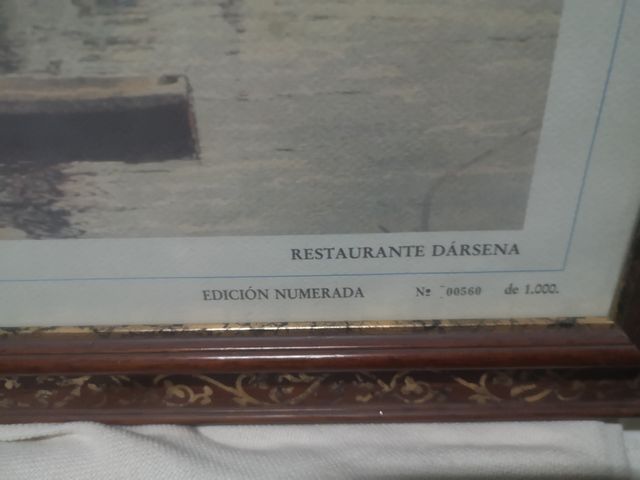 RESTAURANTE DÁRSENA
EDICIÓN NUMERADA Nº 00560 de 1.000.